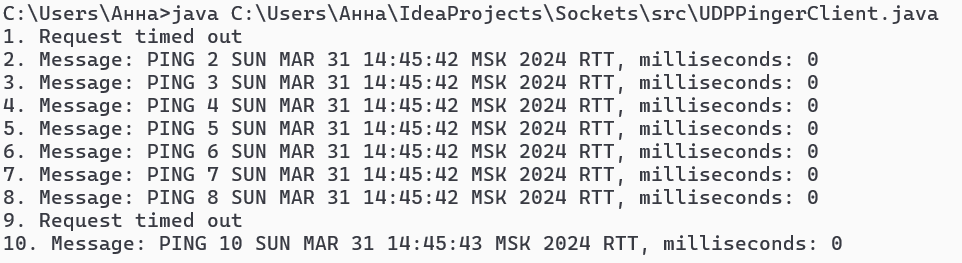 C:\Users\Анна>java C:\Users\Анна\IdeaProjects\Sockets\src\UDPPingerClient.java
1. Request timed out
2. Message: PING 2 SUN MAR 31 14:45:42 MSK 2024 RTT, milliseconds: 0
3. Message: PING 3 SUN MAR 31 14:45:42 MSK 2024 RTT, milliseconds: 0
4. Message: PING 4 SUN MAR 31 14:45:42 MSK 2024 RTT, milliseconds: 0
5. Message: PING 5 SUN MAR 31 14:45:42 MSK 2024 RTT, milliseconds: 0
6. Message: PING 6 SUN MAR 31 14:45:42 MSK 2024 RTT, milliseconds: 0
7. Message: PING 7 SUN MAR 31 14:45:42 MSK 2024 RTT, milliseconds: 0
8. Message: PING 8 SUN MAR 31 14:45:42 MSK 2024 RTT, milliseconds: 0
9. Request timed out
10. Message: PING 10 SUN MAR 31 14:45:43 MSK 2024 RTT, milliseconds: 0